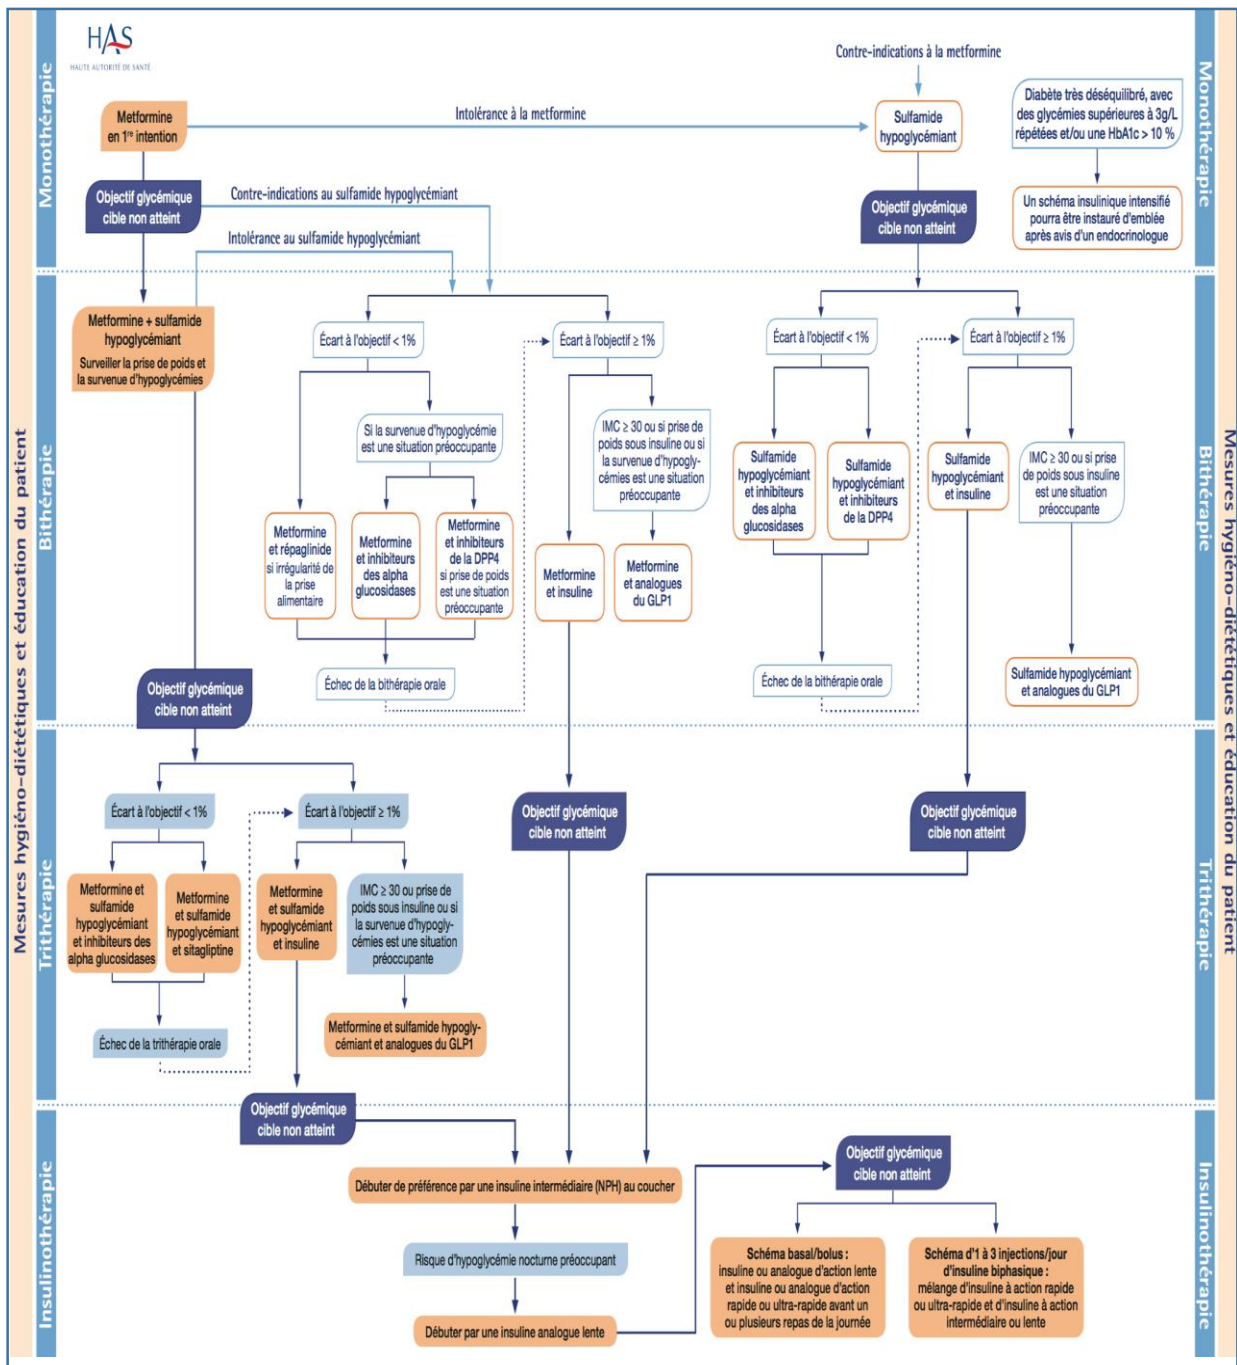 HAS
HAUTE AUTORITÉ DE SANTÉ
Mesures hygiéno-diététiques et éducation du patient
Monothérapie
Metformine
en 1re intention
Intolérance à la metformine
Contre-indications à la metformine
Sulfamide
hypoglycémiant
Diabète très déséquilibré, avec
des glycémies supérieures à 3g/L
répétées et/ou une HbA1c > 10 %
Objectif glycémique
cible non atteint
Contre-indications au sulfamide hypoglycémiant
Intolérance au sulfamide hypoglycémiant
Objectif glycémique
cible non atteint
Un schéma insulinique intensifié
pourra être instauré d'emblée
après avis d'un endocrinologue
Monothérapie
Bithérapie
Metformine + sulfamide
hypoglycémiant
Surveiller la prise de poids et
la survenue d'hypoglycémies
Écart à l'objectif < 1%
Écart à l'objectif ≥ 1%
Écart à l'objectif < 1%
Écart à l'objectif ≥ 1%
Si la survenue d'hypoglycémie
est une situation préoccupante
IMC ≥ 30 ou si prise de
poids sous insuline ou si
la survenue d'hypogly-
cémies est une situation
préoccupante
Sulfamide
hypoglycémiant
et inhibiteurs
des alpha
glucosidases
Sulfamide
hypoglycémiant
et inhibiteurs
de la DPP4
Sulfamide
hypoglycémiant
et insuline
IMC ≥ 30 ou si prise
de poids sous insuline
est une situation
préoccupante
Metformine
et répaglinide
si irrégularité de
la prise
alimentaire
Metformine
et inhibiteurs
des alpha
glucosidases
Metformine
et inhibiteurs
de la DPP4
si prise de poids
est une situation
préoccupante
Metformine
et insuline
Metformine
et analogues
du GLP1
Échec de la bithérapie orale
Échec de la bithérapie orale
Sulfamide hypoglycémiant
et analogues du GLP1
Objectif glycémique
cible non atteint
Bithérapie
Trithérapie
Écart à l'objectif < 1%
Écart à l'objectif ≥ 1%
Objectif glycémique
cible non atteint
Objectif glycémique
cible non atteint
Metformine et
sulfamide
hypoglycémiant
et inhibiteurs des
alpha glucosidases
Metformine
et sulfamide
hypoglycémiant
et sitagliptine
Metformine
et sulfamide
hypoglycémiant
et insuline
IMC ≥ 30 ou prise de
poids sous insuline ou si
la survenue d'hypogly-
cémies est une situation
préoccupante
Échec de la trithérapie orale
Metformine et sulfamide hypogly-
cémiant et analogues du GLP1
Trithérapie
Insulinothérapie
Objectif glycémique
cible non atteint
Débuter de préférence par une insuline intermédiaire (NPH) au coucher
Objectif glycémique
cible non atteint
Risque d'hypoglycémie nocturne préoccupant
Débuter par une insuline analogue lente
Schéma basal/bolus :
insuline ou analogue d'action lente
et insuline ou analogue d'action
rapide ou ultra-rapide avant un
ou plusieurs repas de la journée
Schéma d'1 à 3 injections/jour
d'insuline biphasique :
mélange d'insuline à action rapide
ou ultra-rapide et d'insuline à action
intermédiaire ou lente
Insulinothérapie
Mesures hygiéno-diététiques et éducation du patient